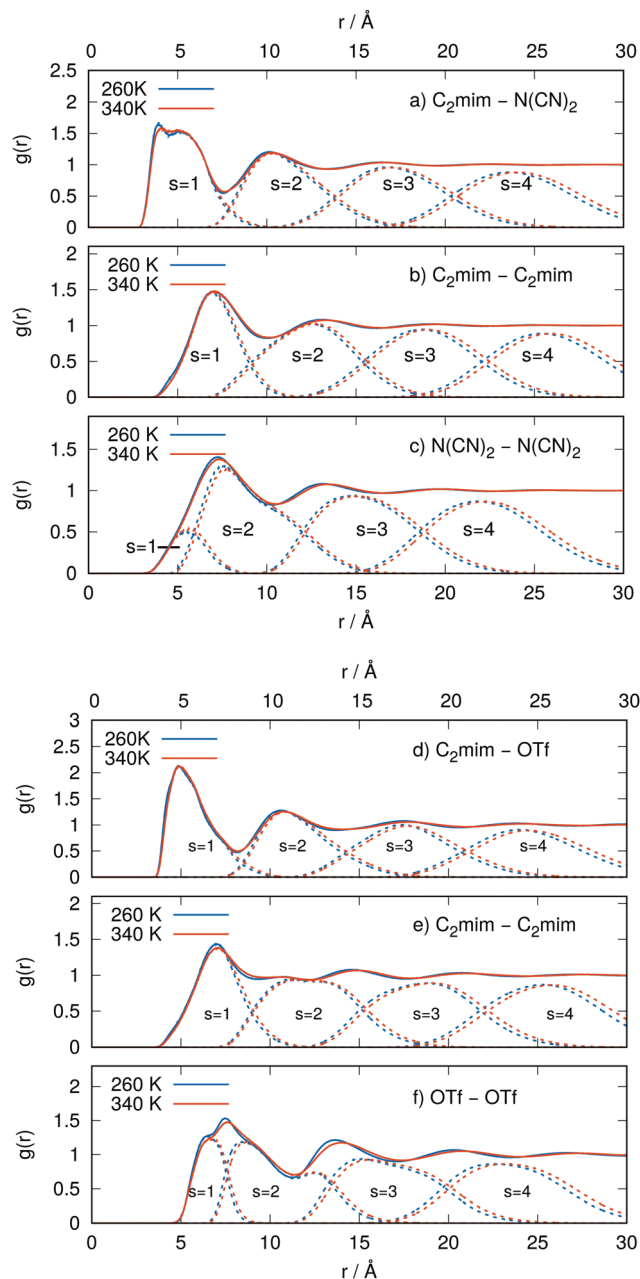 r / Å
0 5 10 15 20 25 30
2.5
2
1.5
1
0.5
0
g(r)
260K
340K
a) C₂mim – N(CN)₂
s=1 s=2 s=3 s=4
2
1.5
1
0.5
0
g(r)
260 K
340 K
b) C₂mim – C₂mim
s=1 s=2 s=3 s=4
1.5
1
0.5
0
g(r)
260 K
340 K
c) N(CN)₂ – N(CN)₂
s=1 s=2 s=3 s=4
0 5 10 15 20 25 30
r / Å
r / Å
0 5 10 15 20 25 30
3
2.5
2
1.5
1
0.5
0
g(r)
260K
340K
d) C₂mim – OTf
s=1 s=2 s=3 s=4
2
1.5
1
0.5
0
g(r)
260 K
340 K
e) C₂mim – C₂mim
s=1 s=2 s=3 s=4
2
1.5
1
0.5
0
g(r)
260 K
340 K
f) OTf – OTf
s=1 s=2 s=3 s=4
0 5 10 15 20 25 30
r / Å